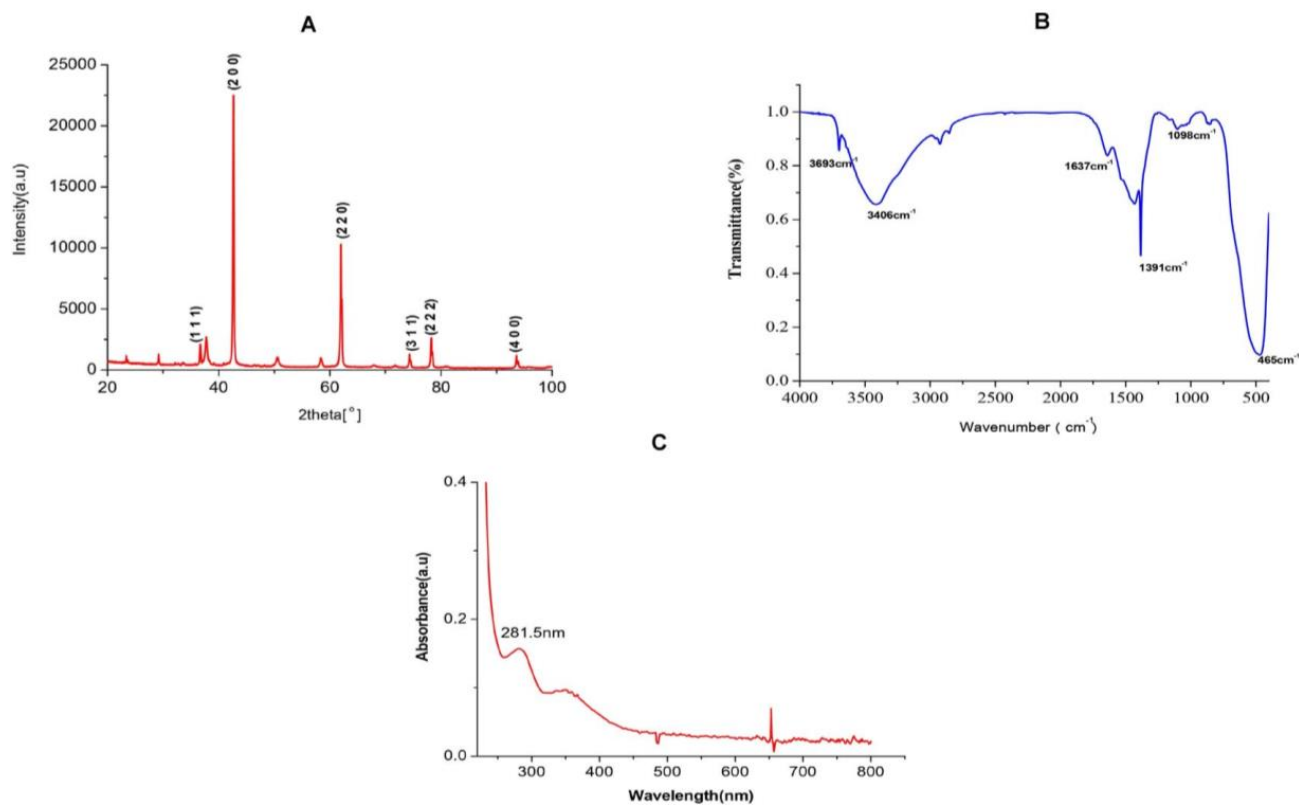 A
Intensity(a.u)
25000
20000
15000
10000
5000
0
(1 1 1)
(2 0 0)
(2 2 0)
(3 1 1)
(2 2 2)
(4 0 0)
20
40
60
80
100
2theta[°]
B
Transmittance(%)
1.0
0.8
0.6
0.4
0.2
0.0
3693cm-1
3406cm-1
1637cm-1
1391cm-1
1098cm-1
465cm-1
4000
3500
3000
2500
2000
1500
1000
500
Wavenumber ( cm-1)
C
Absorbance(a.u)
0.4
0.2
0.0
281.5nm
300
400
500
600
700
800
Wavelength(nm)